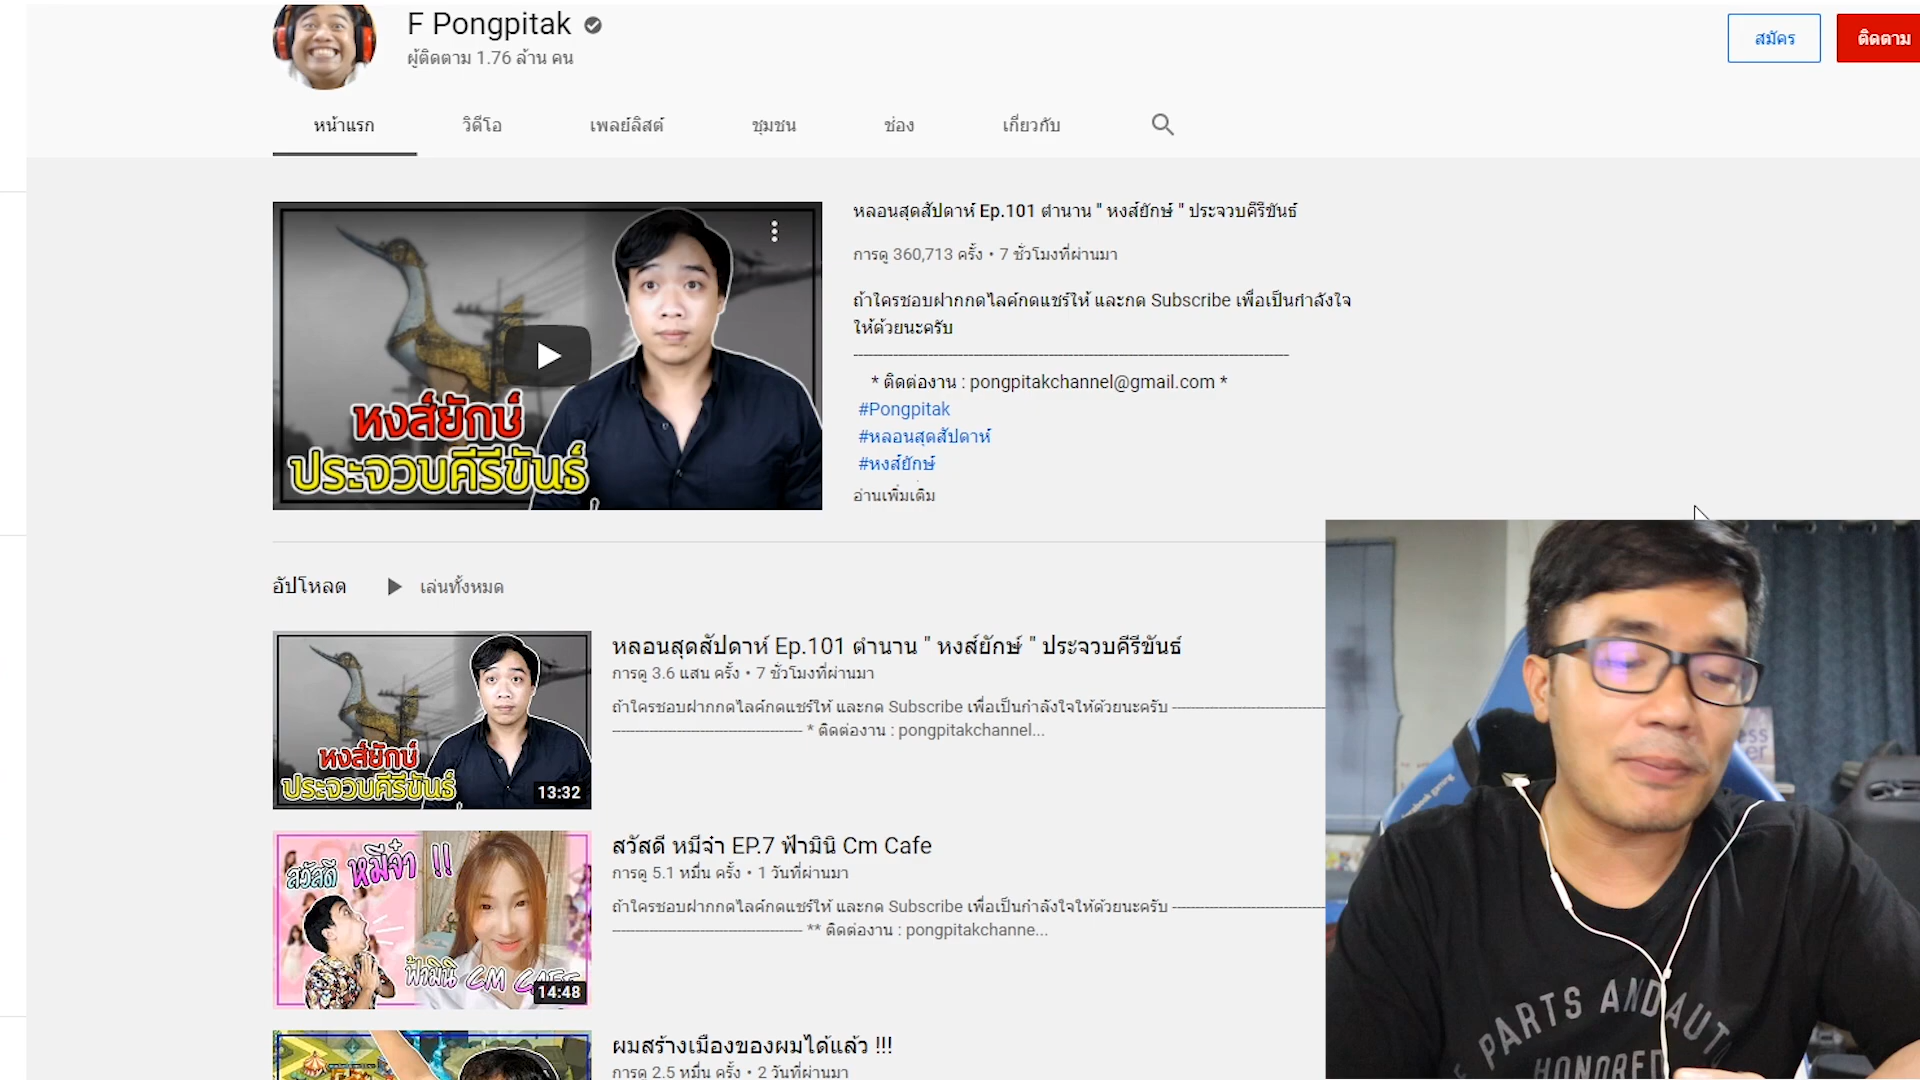 F Pongpitak
ผู้ติดตาม 1.76 ล้าน คน
สมัคร
ติดตาม
หน้าแรก
วิดีโอ
เพลย์ลิสต์
ชุมชน
ช่อง
เกี่ยวกับ
หงส์ยักษ์
ประจวบคีรีขันธ์
หลอนสุดสัปดาห์ Ep.101 ตำนาน " หงส์ยักษ์ " ประจวบคีรีขันธ์
การดู 360,713 ครั้ง • 7 ชั่วโมงที่ผ่านมา
ถ้าใครชอบฝากกดไลค์กดแชร์ให้ และกด Subscribe เพื่อเป็นกำลังใจ
ให้ด้วยนะครับ
* ติดต่องาน : pongpitakchannel@gmail.com *
#Pongpitak
#หลอนสุดสัปดาห์
#หงส์ยักษ์
อ่านเพิ่มเติม
อัปโหลด
เล่นทั้งหมด
หงส์ยักษ์
ประจวบคีรีขันธ์
13:32
หลอนสุดสัปดาห์ Ep.101 ตำนาน " หงส์ยักษ์ " ประจวบคีรีขันธ์
การดู 3.6 แสน ครั้ง • 7 ชั่วโมงที่ผ่านมา
ถ้าใครชอบฝากกดไลค์กดแชร์ให้ และกด Subscribe เพื่อเป็นกำลังใจให้ด้วยนะครับ
* ติดต่องาน : pongpitakchannel...
สวัสดี หมีจ๋า !!
ฟ้ามินิ CM CAFE
14:48
สวัสดี หมีจ๋า EP.7 ฟ้ามินิ Cm Cafe
การดู 5.1 หมื่น ครั้ง • 1 วันที่ผ่านมา
ถ้าใครชอบฝากกดไลค์กดแชร์ให้ และกด Subscribe เพื่อเป็นกำลังใจให้ด้วยนะครับ
** ติดต่องาน : pongpitakchanne...
ผมสร้างเมืองของผมได้แล้ว !!!
การดู 2.5 หมื่น ครั้ง • 2 วันที่ผ่านมา
PARTS AND AUT
HONORED